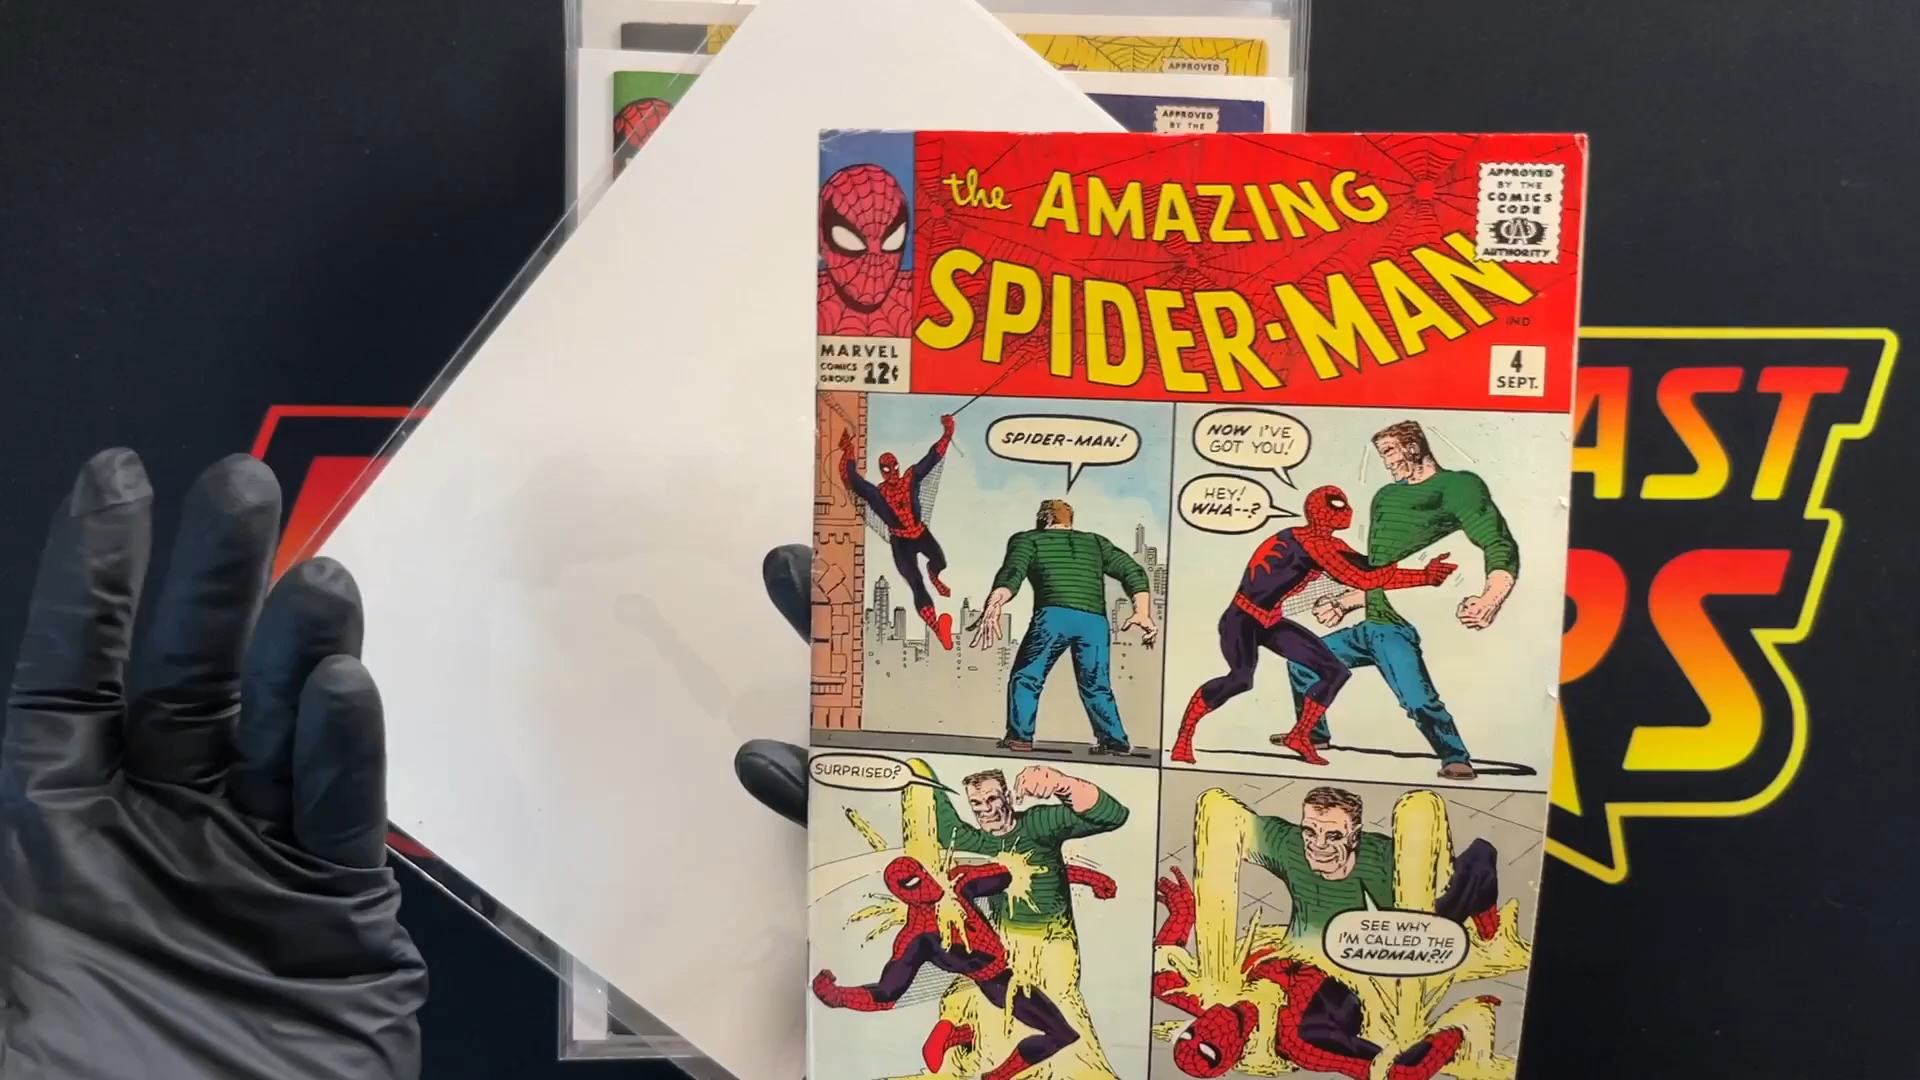 APPROVED
APPROVED
BY THE
the AMAZING
SPIDER-MAN
APPROVED
BY THE
COMICS
CODE
CA
AUTHORITY
IND
MARVEL
COMICS
GROUP 12¢
4
SEPT.
SPIDER-MAN!
NOW I'VE
GOT YOU!
HEY!
WHA--?
SURPRISED?
SEE WHY
I'M CALLED THE
SANDMAN?!!
AST
RS